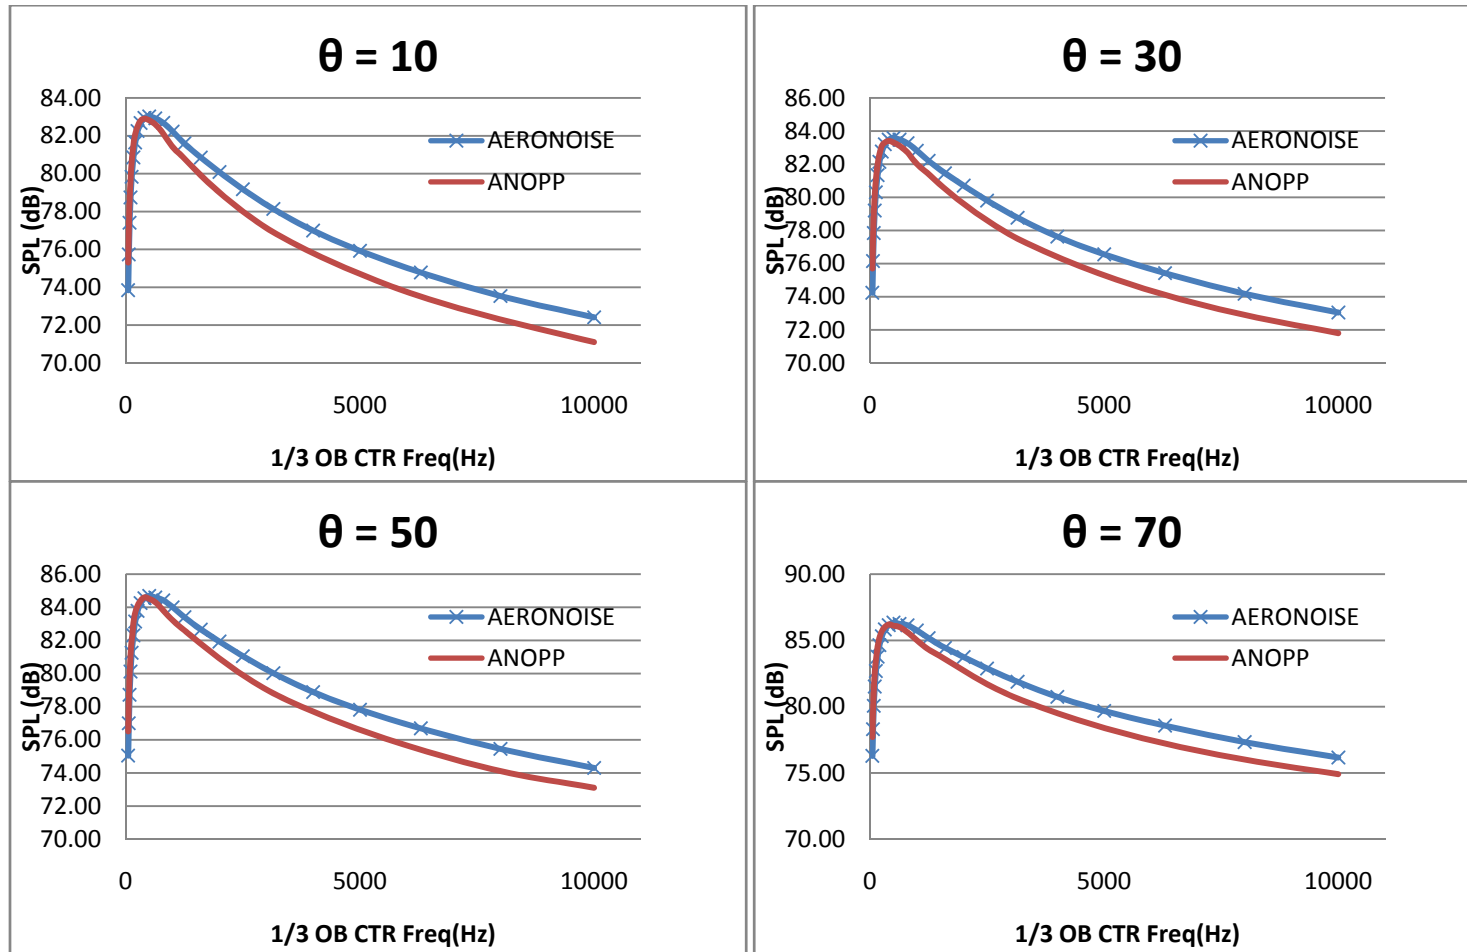 θ = 10
SPL (dB)
84.00
82.00
80.00
78.00
76.00
74.00
72.00
70.00
AERONOISE
ANOPP
0 5000 10000
1/3 OB CTR Freq(Hz)
θ = 30
SPL (dB)
86.00
84.00
82.00
80.00
78.00
76.00
74.00
72.00
70.00
AERONOISE
ANOPP
0 5000 10000
1/3 OB CTR Freq(Hz)
θ = 50
SPL (dB)
86.00
84.00
82.00
80.00
78.00
76.00
74.00
72.00
70.00
AERONOISE
ANOPP
0 5000 10000
1/3 OB CTR Freq(Hz)
θ = 70
SPL (dB)
90.00
85.00
80.00
75.00
70.00
AERONOISE
ANOPP
0 5000 10000
1/3 OB CTR Freq(Hz)